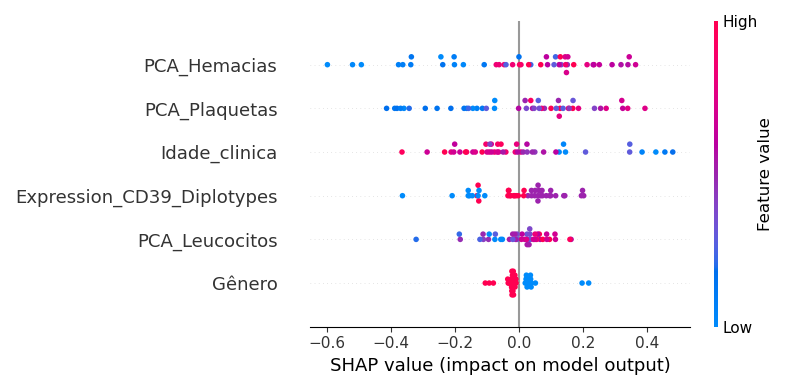 High
PCA_Hemacias
PCA_Plaquetas
Idade_clinica
Expression_CD39_Diplotypes
PCA_Leucocitos
Gênero
Feature value
Low
−0.6 −0.4 −0.2 0.0 0.2 0.4
SHAP value (impact on model output)